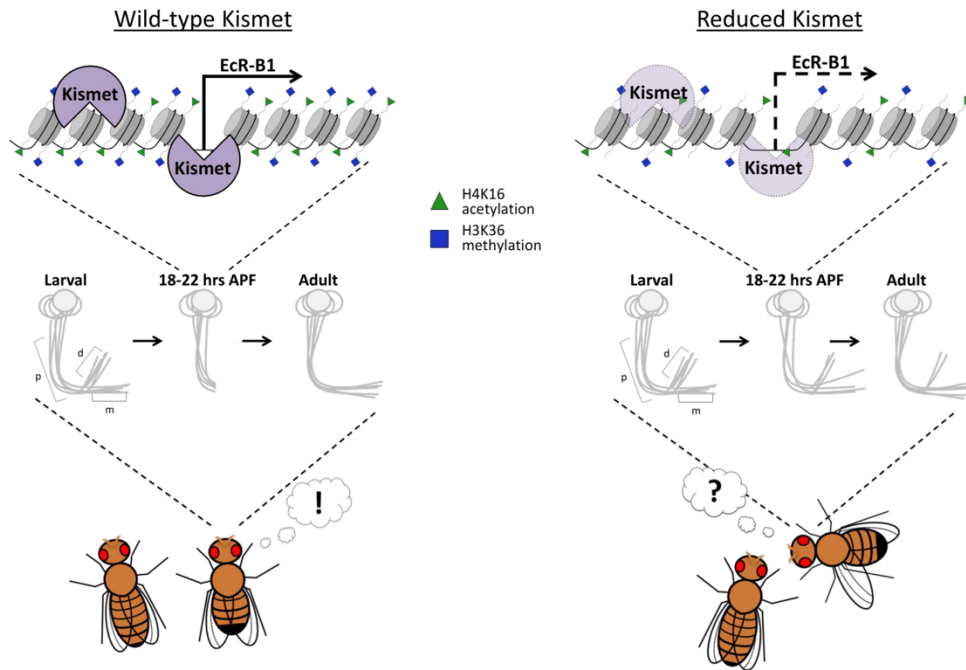 Wild-type Kismet
EcR-B1
Kismet
Kismet
H4K16
acetylation
H3K36
methylation
Larval
18-22 hrs APF
Adult
d
p
m
!
Reduced Kismet
EcR-B1
Kismet
Kismet
Larval
18-22 hrs APF
Adult
d
p
m
?